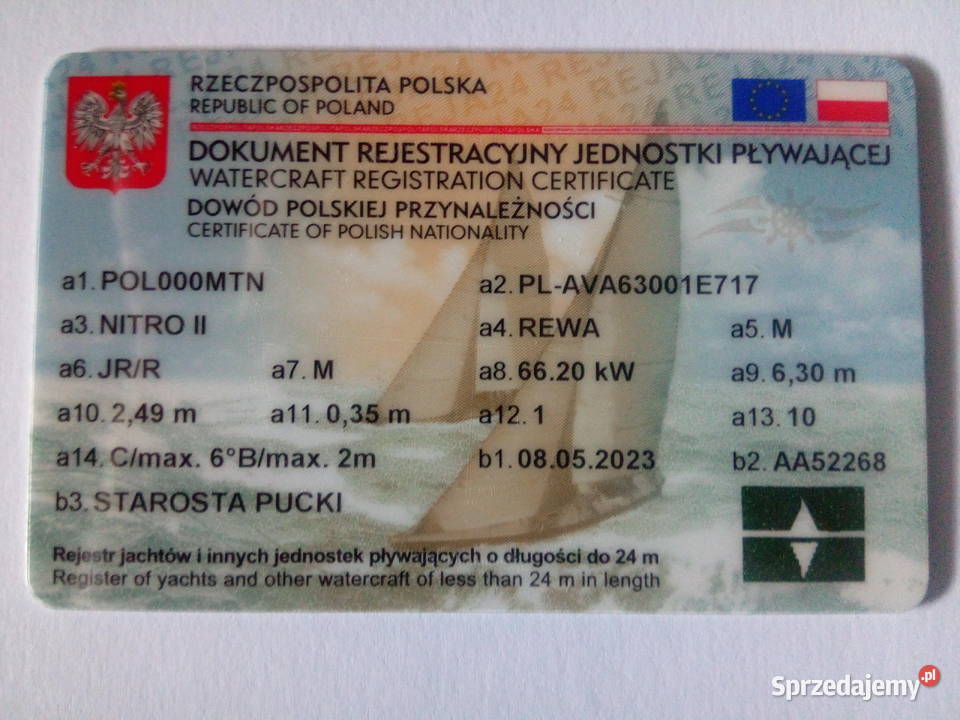 RZECZPOSPOLITA POLSKA
REPUBLIC OF POLAND
DOKUMENT REJESTRACYJNY JEDNOSTKI PŁYWAJĄCEJ
WATERCRAFT REGISTRATION CERTIFICATE
DOWÓD POLSKIEJ PRZYNALEŻNOŚCI
CERTIFICATE OF POLISH NATIONALITY
a1. POL000MTN a2. PL-AVA63001E717
a3. NITRO II a4. REWA a5. M
a6. JR/R a7. M a8. 66.20 kW a9. 6,30 m
a10. 2,49 m a11. 0,35 m a12. 1 a13. 10
a14. C/max. 6°B/max. 2m b1. 08.05.2023 b2. AA52268
b3. STAROSTA PUCKI
Rejestr jachtów i innych jednostek pływających o długości do 24 m
Register of yachts and other watercraft of less than 24 m in length
Sprzedajemy.pl